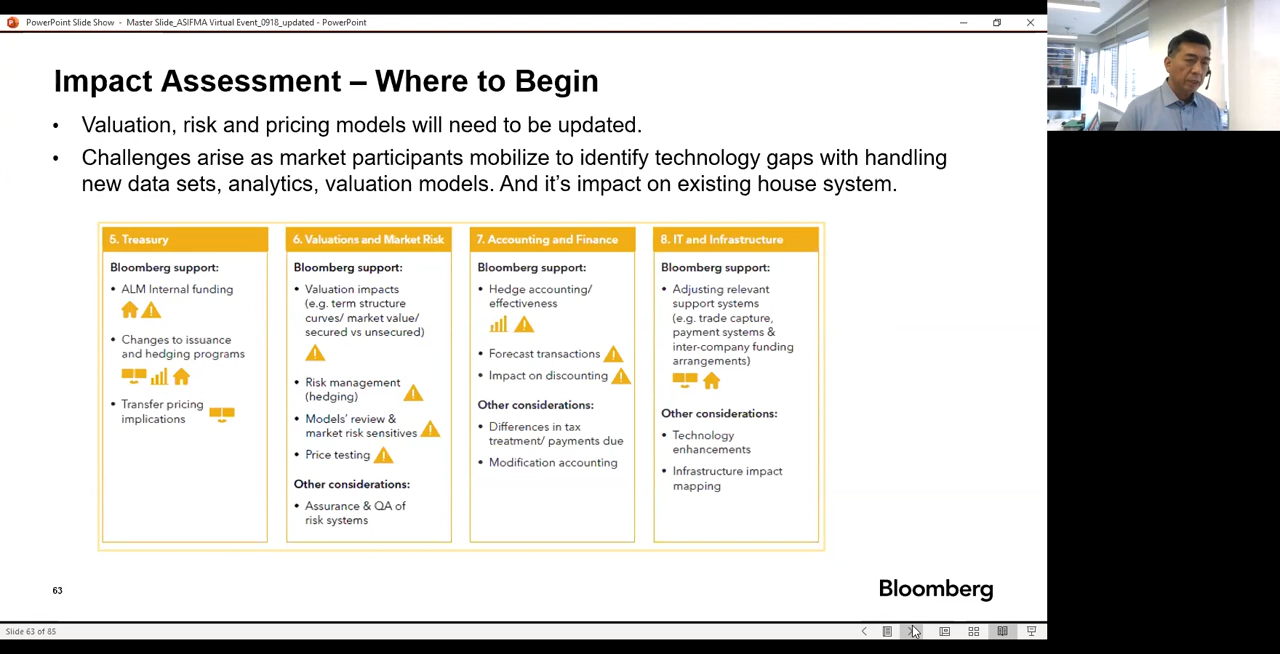 PowerPoint Slide Show - Master Slide_ASIFMA Virtual Event_0918_updated - PowerPoint
Impact Assessment – Where to Begin
• Valuation, risk and pricing models will need to be updated.
• Challenges arise as market participants mobilize to identify technology gaps with handling
new data sets, analytics, valuation models. And it's impact on existing house system.
5. Treasury
Bloomberg support:
• ALM Internal funding
• Changes to issuance
and hedging programs
• Transfer pricing
implications
6. Valuations and Market Risk
Bloomberg support:
• Valuation impacts
(e.g. term structure
curves/ market value/
secured vs unsecured)
• Risk management
(hedging)
• Models' review &
market risk sensitives
• Price testing
Other considerations:
• Assurance & QA of
risk systems
7. Accounting and Finance
Bloomberg support:
• Hedge accounting/
effectiveness
• Forecast transactions
• Impact on discounting
Other considerations:
• Differences in tax
treatment/ payments due
• Modification accounting
8. IT and Infrastructure
Bloomberg support:
• Adjusting relevant
support systems
(e.g. trade capture,
payment systems &
inter-company funding
arrangements)
Other considerations:
• Technology
enhancements
• Infrastructure impact
mapping
63
Bloomberg
Slide 63 of 85